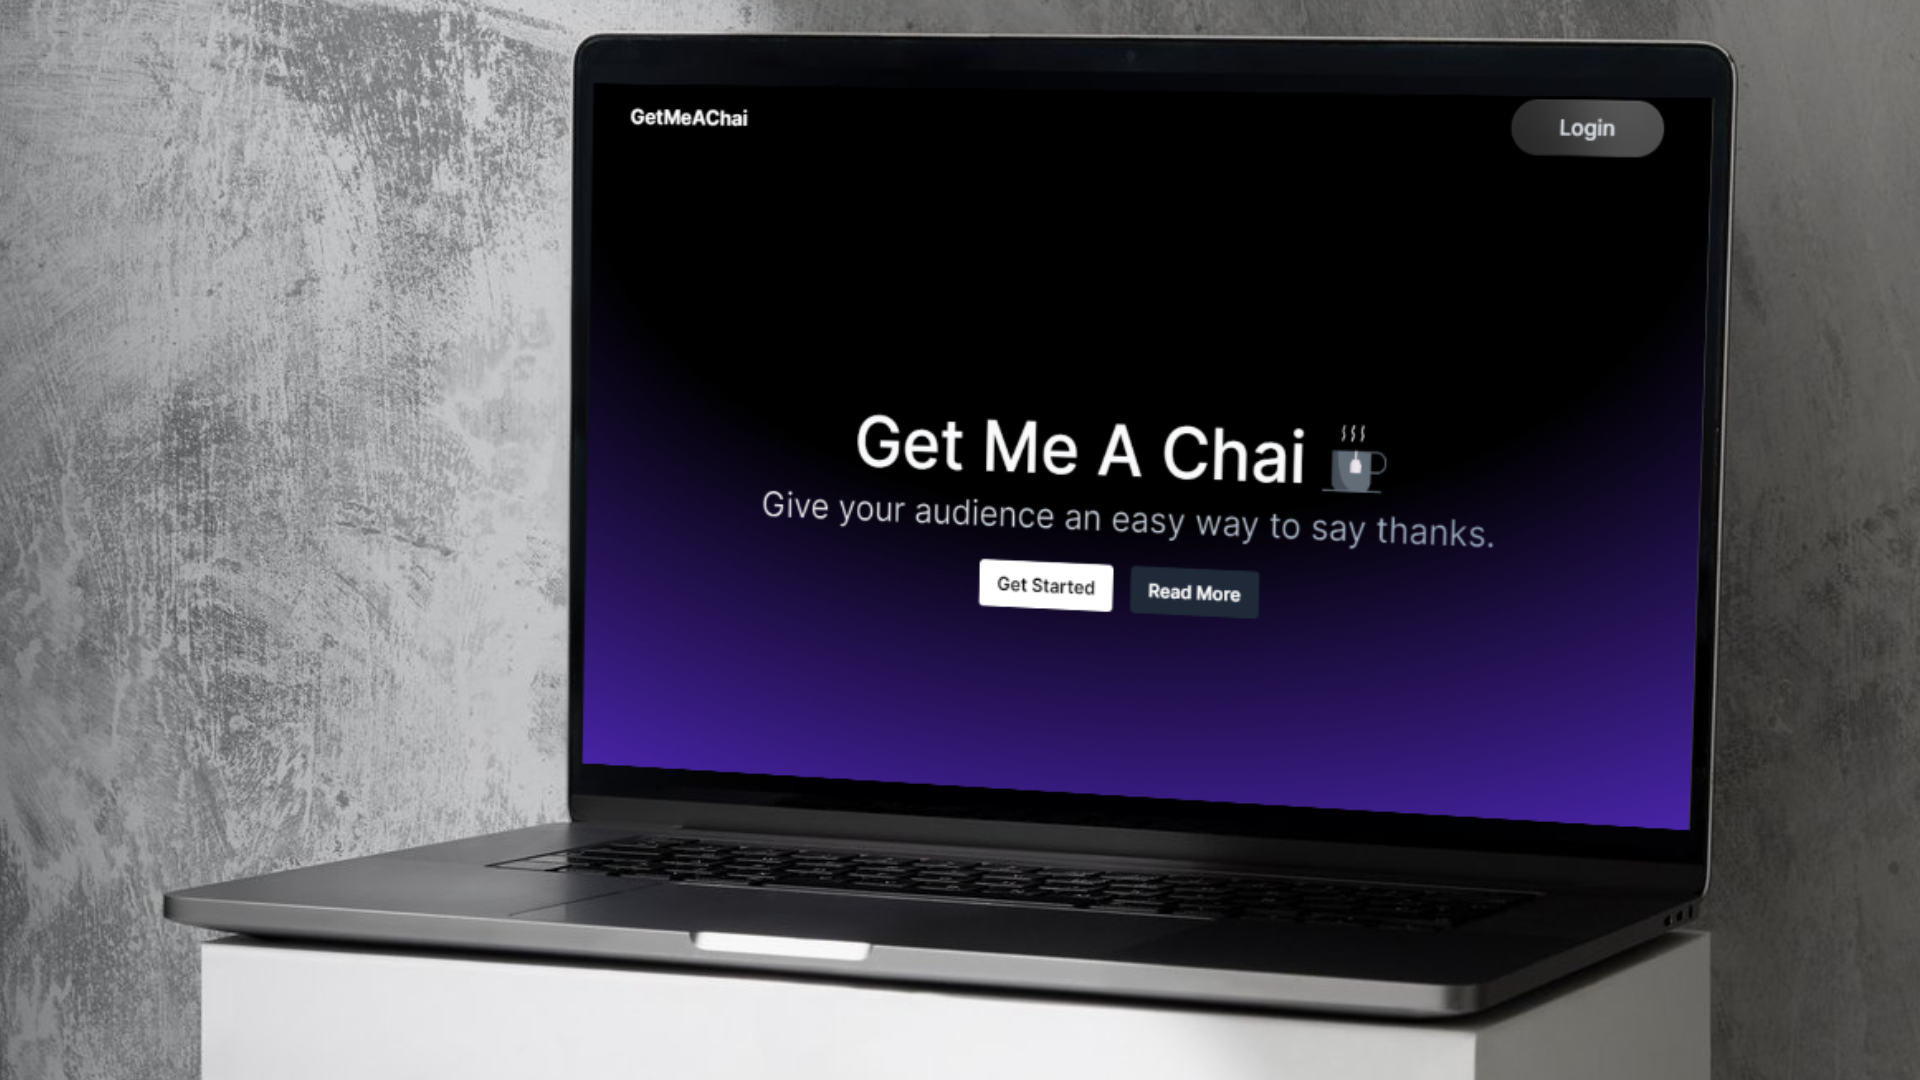 GetMeAChai
Login
Get Me A Chai
Give your audience an easy way to say thanks.
Get Started
Read More